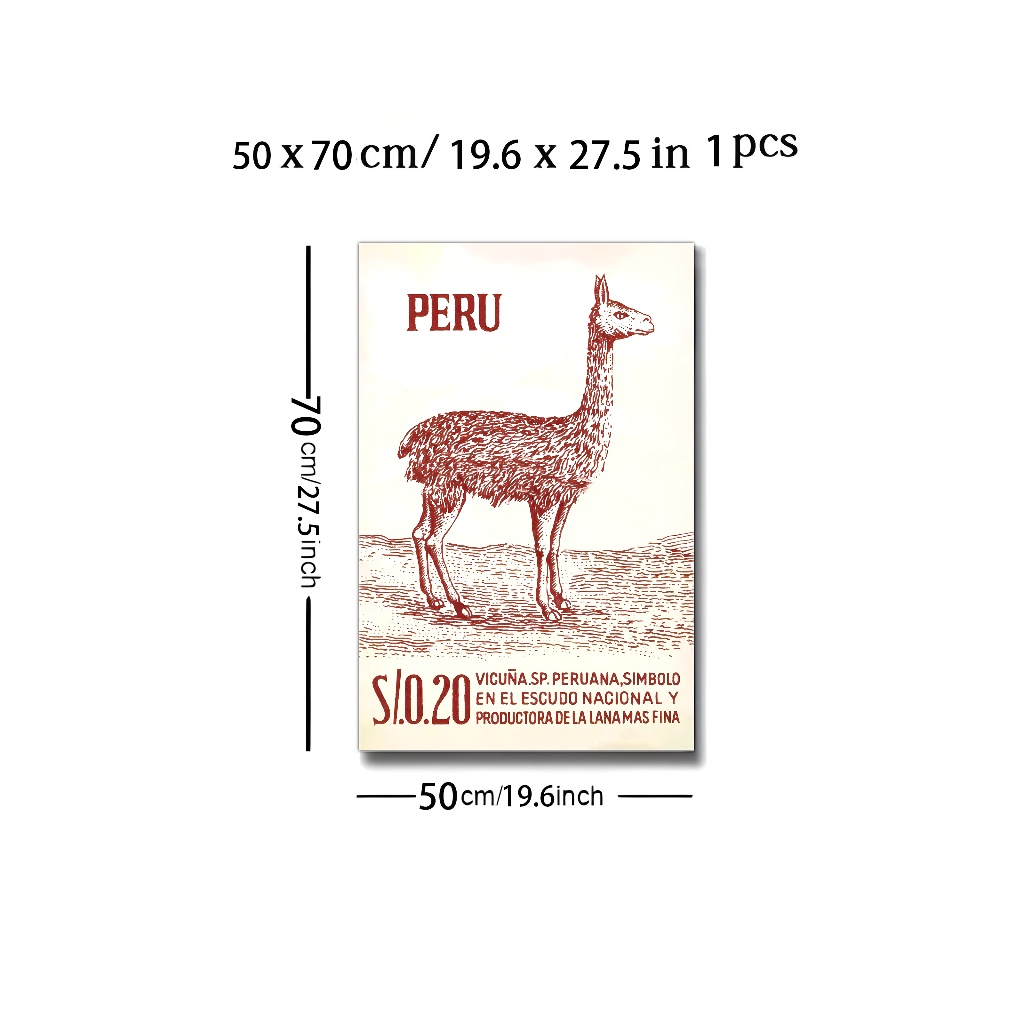 50 x 70 cm/ 19.6 x 27.5 in 1 pcs
PERU
70 cm/27.5 inch
S/.0.20
VICUÑA.SP. PERUANA,SIMBOLO
EN EL ESCUDO NACIONAL Y
PRODUCTORA DE LA LANA MAS FINA
50 cm/19.6 inch